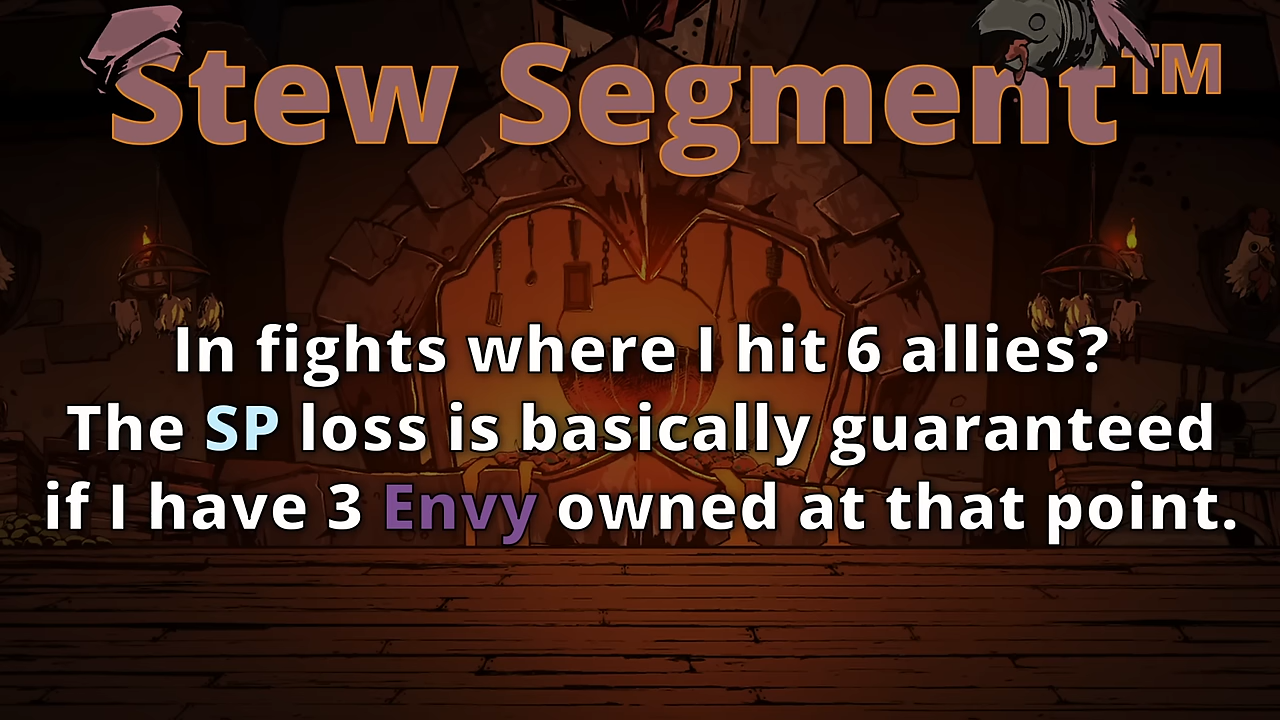 Stew Segment™
In fights where I hit 6 allies?
The SP loss is basically guaranteed
if I have 3 Envy owned at that point.